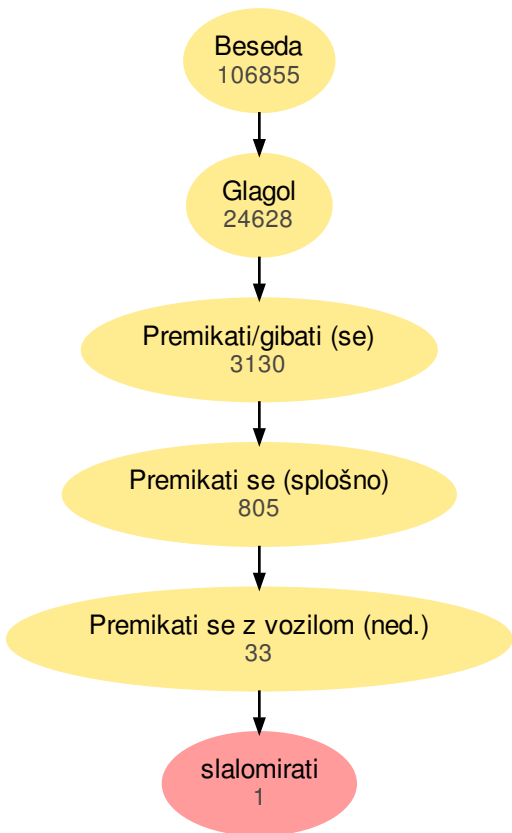 Beseda
106855
Glagol
24628
Premikati/gibati (se)
3130
Premikati se (splošno)
805
Premikati se z vozilom (ned.)
33
slalomirati
1